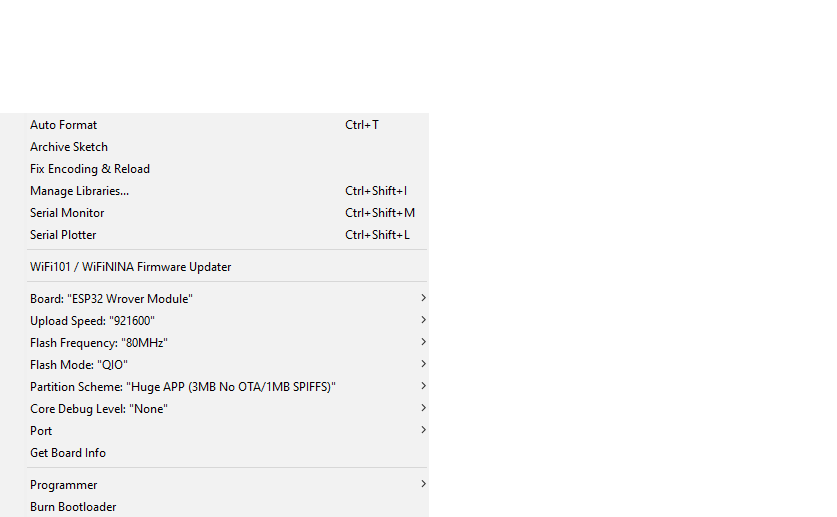 Auto Format Ctrl+T
Archive Sketch
Fix Encoding & Reload
Manage Libraries... Ctrl+Shift+I
Serial Monitor Ctrl+Shift+M
Serial Plotter Ctrl+Shift+L
WiFi101 / WiFiNINA Firmware Updater
Board: "ESP32 Wrover Module"
Upload Speed: "921600"
Flash Frequency: "80MHz"
Flash Mode: "QIO"
Partition Scheme: "Huge APP (3MB No OTA/1MB SPIFFS)"
Core Debug Level: "None"
Port
Get Board Info
Programmer
Burn Bootloader